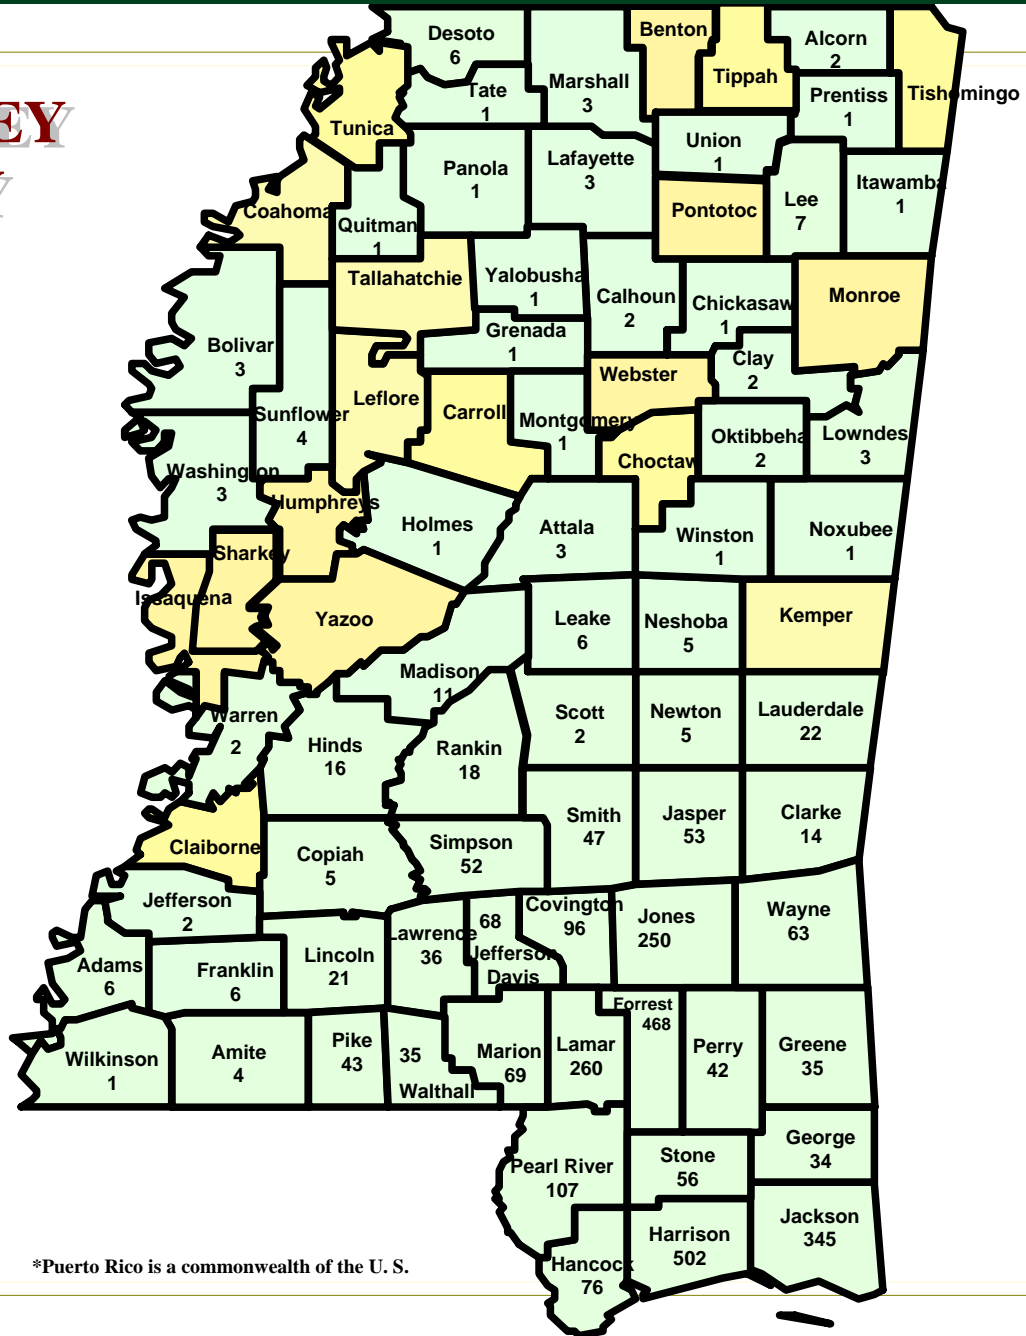 EY
Y
Desoto
6
Benton
Tippah
Alcorn
2
Tishomingo
Tate
1
Marshall
3
Prentiss
1
Tunica
Union
1
Panola
1
Lafayette
3
Itawamba
1
Coahoma
Quitman
1
Pontotoc
Lee
7
Tallahatchie
Yalobusha
1
Calhoun
2
Chickasaw
1
Monroe
Bolivar
3
Grenada
1
Clay
2
Webster
Sunflower
4
Leflore
Carroll
Montgomery
1
Choctaw
Oktibbeha
2
Lowndes
3
Washington
3
Humphreys
Holmes
1
Attala
3
Winston
1
Noxubee
1
Sharkey
Issaquena
Yazoo
Leake
6
Neshoba
5
Kemper
Madison
11
Warren
2
Hinds
16
Rankin
18
Scott
2
Newton
5
Lauderdale
22
Claiborne
Copiah
5
Simpson
52
Smith
47
Jasper
53
Clarke
14
Jefferson
2
Lawrence
36
68
Jefferson
Davis
Covington
96
Jones
250
Wayne
63
Adams
6
Franklin
6
Lincoln
21
Wilkinson
1
Amite
4
Pike
43
35
Walthall
Marion
69
Lamar
260
Forrest
468
Perry
42
Greene
35
Pearl River
107
Stone
56
George
34
Hancock
76
Harrison
502
Jackson
345
*Puerto Rico is a commonwealth of the U. S.